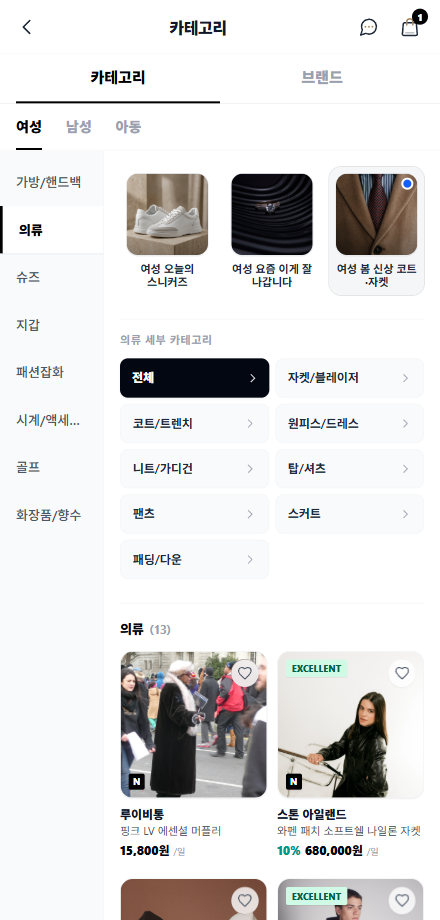 카테고리
1
카테고리
브랜드
여성
남성
아동
가방/핸드백
의류
슈즈
지갑
패션잡화
시계/액세...
골프
화장품/향수
여성 오늘의
스니커즈
여성 요즘 이게 잘
나갑니다
여성 봄 신상 코트
·자켓
의류 세부 카테고리
전체
자켓/블레이저
코트/트렌치
원피스/드레스
니트/가디건
탑/셔츠
팬츠
스커트
패딩/다운
의류 (13)
N
루이비통
핑크 LV 에센셜 머플러
15,800원 /일
EXCELLENT
N
스톤 아일랜드
와펜 패치 소프트쉘 나일론 자켓
10% 680,000원 /일
EXCELLENT